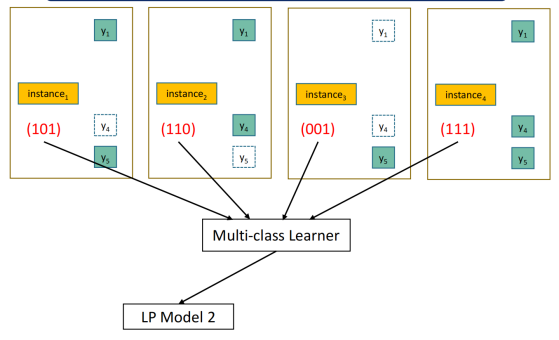 y1
instance1
(101)
y4
y5
y1
instance2
(110)
y4
y5
y1
instance3
(001)
y4
y5
y1
instance4
(111)
y4
y5
Multi-class Learner
LP Model 2